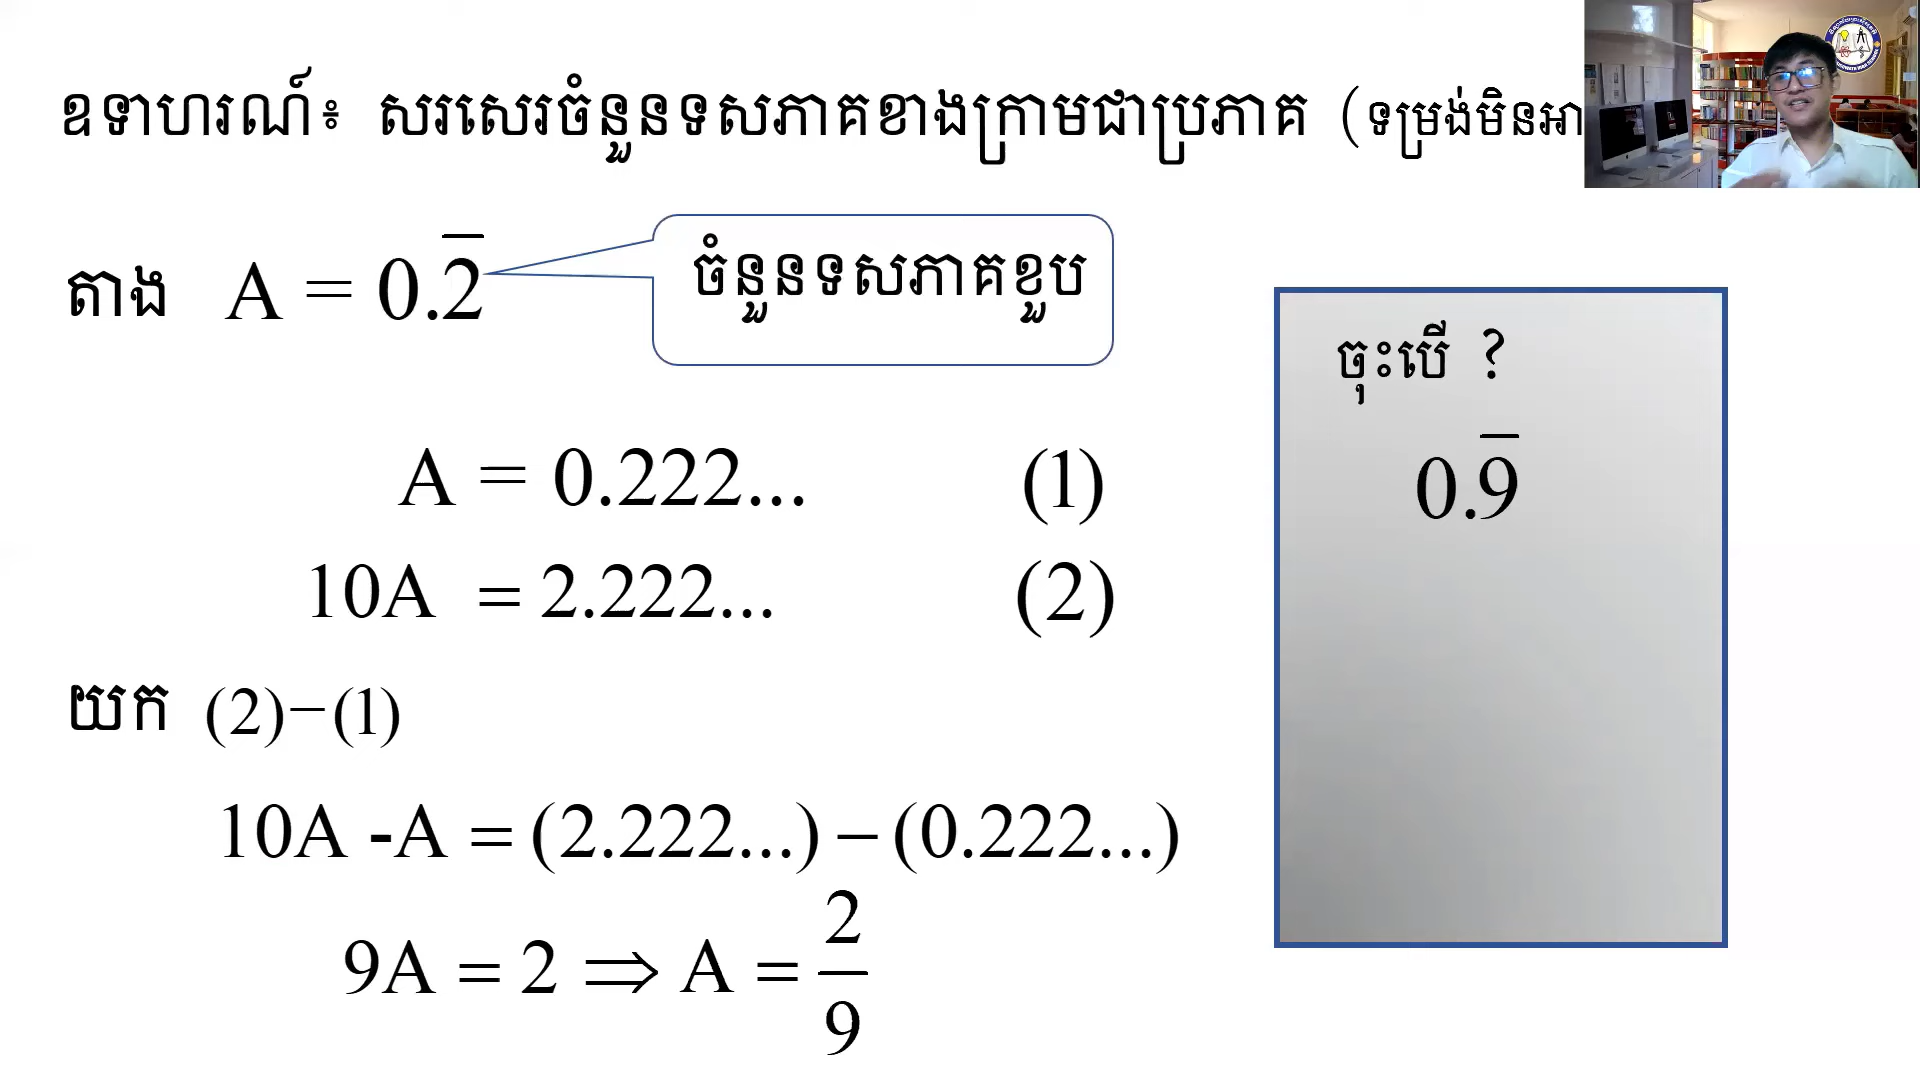 ឧទាហរណ៍៖ សរសេរចំនួនទសភាគខាងក្រោមជាប្រភាគ (ទម្រង់មិនអា
តាង A = 0.2̅
ចំនួនទសភាគខួប
A = 0.222... (1)
10A = 2.222... (2)
យក (2)−(1)
10A -A = (2.222...) − (0.222...)
9A = 2 ⇒ A = 2/9
ចុះបើ ?
0.9̅